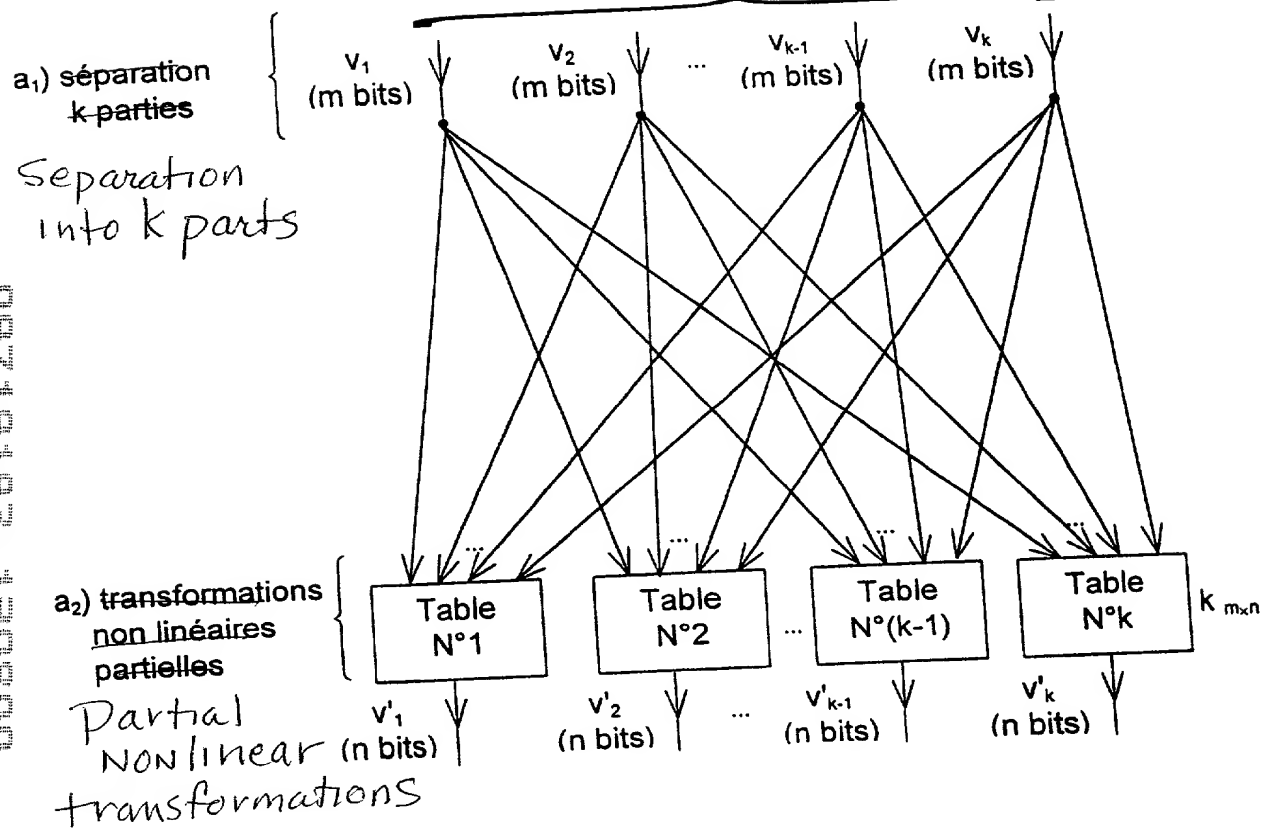 a₁) séparation
k parties
v₁
(m bits)
v₂
(m bits)
...
vₖ₋₁
(m bits)
vₖ
(m bits)
Separation
into k parts
...
...
...
...
a₂) transformations
non linéaires
partielles
Table
N°1
Table
N°2
...
Table
N°(k-1)
Table
N°k
k mxn
Partial
NONlinear
transformations
v'₁
(n bits)
v'₂
(n bits)
...
v'ₖ₋₁
(n bits)
v'ₖ
(n bits)